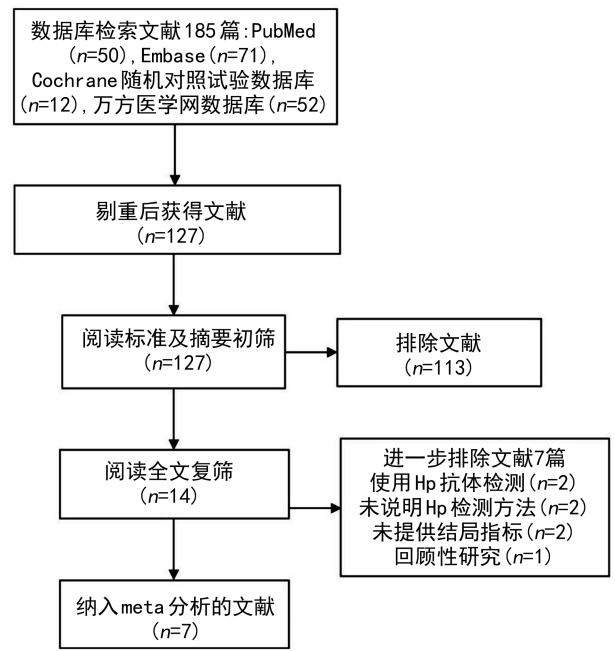 数据库检索文献185篇:PubMed
(n=50),Embase(n=71),
Cochrane随机对照试验数据库
(n=12),万方医学网数据库(n=52)
剔重后获得文献
(n=127)
阅读标准及摘要初筛
(n=127)
排除文献
(n=113)
阅读全文复筛
(n=14)
进一步排除文献7篇
使用Hp抗体检测(n=2)
未说明Hp检测方法(n=2)
未提供结局指标(n=2)
回顾性研究(n=1)
纳入meta分析的文献
(n=7)